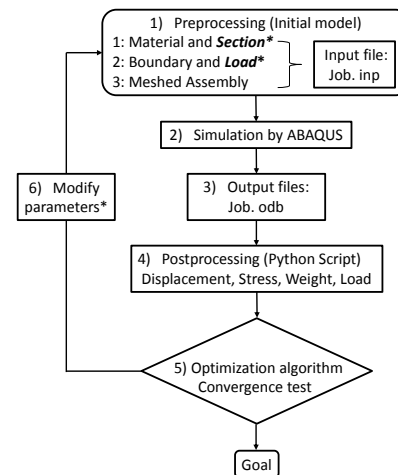 1) Preprocessing (Initial model)
1: Material and Section*
2: Boundary and Load*
3: Meshed Assembly
Input file:
Job. inp
2) Simulation by ABAQUS
3) Output files:
Job. odb
6) Modify
parameters*
4) Postprocessing (Python Script)
Displacement, Stress, Weight, Load
5) Optimization algorithm
Convergence test
Goal